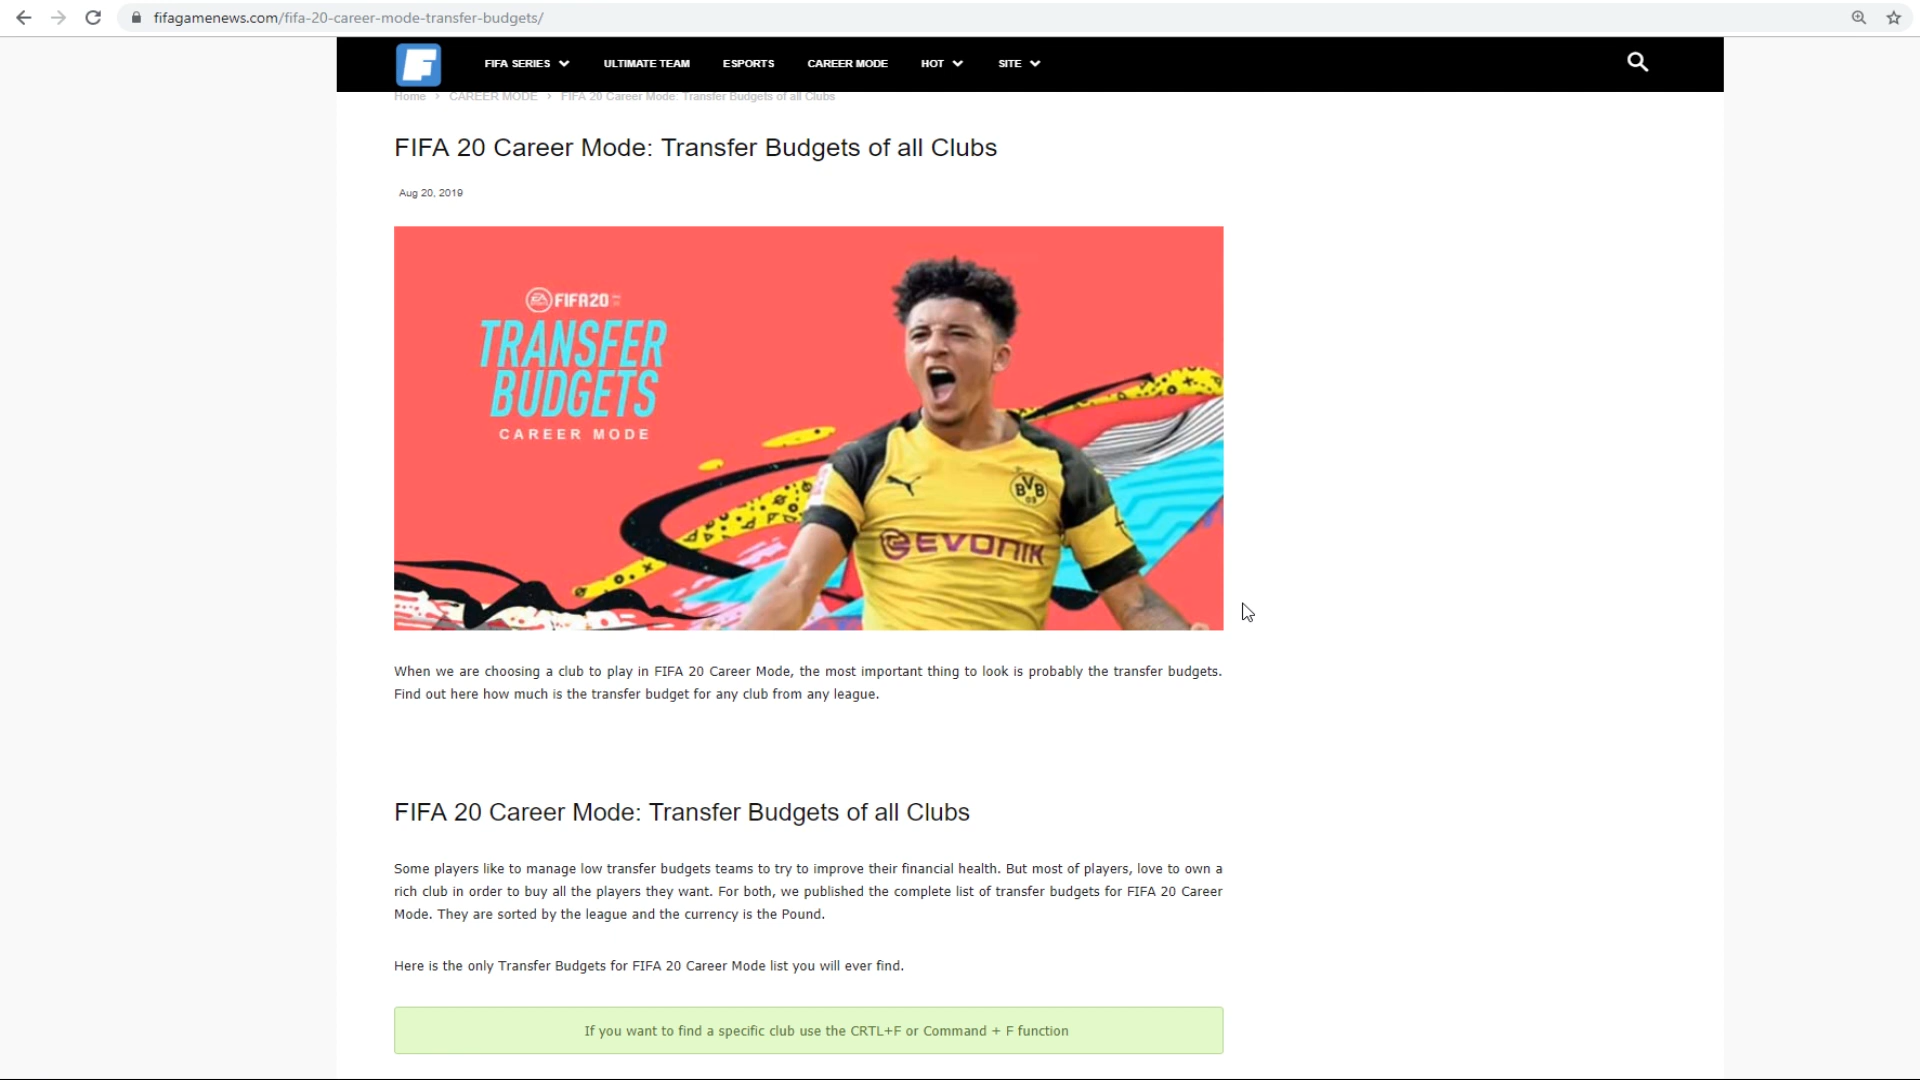 fifagamenews.com/fifa-20-career-mode-transfer-budgets/
FIFA SERIES ULTIMATE TEAM ESPORTS CAREER MODE HOT SITE
Home > CAREER MODE > FIFA 20 Career Mode: Transfer Budgets of all Clubs
FIFA 20 Career Mode: Transfer Budgets of all Clubs
Aug 20, 2019
EA SPORTS FIFA20
TRANSFER
BUDGETS
CAREER MODE
BVB
09
EVONIK
When we are choosing a club to play in FIFA 20 Career Mode, the most important thing to look is probably the transfer budgets.
Find out here how much is the transfer budget for any club from any league.
FIFA 20 Career Mode: Transfer Budgets of all Clubs
Some players like to manage low transfer budgets teams to try to improve their financial health. But most of players, love to own a
rich club in order to buy all the players they want. For both, we published the complete list of transfer budgets for FIFA 20 Career
Mode. They are sorted by the league and the currency is the Pound.
Here is the only Transfer Budgets for FIFA 20 Career Mode list you will ever find.
If you want to find a specific club use the CRTL+F or Command + F function